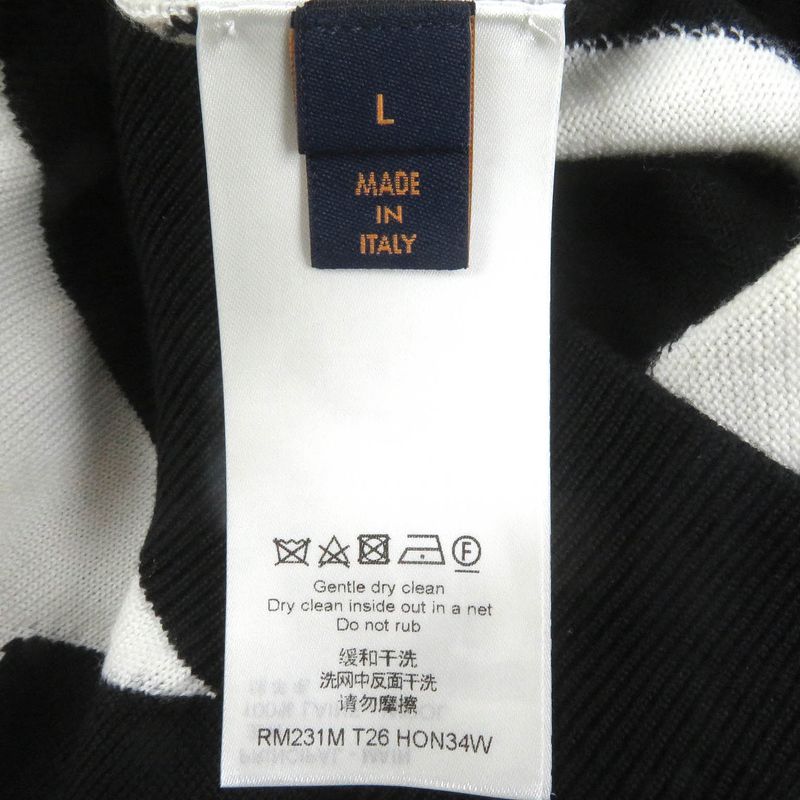 L
MADE
IN
ITALY
F
Gentle dry clean
Dry clean inside out in a net
Do not rub
缓和干洗
洗网中反面干洗
请勿摩擦
RM231M T26 HON34W